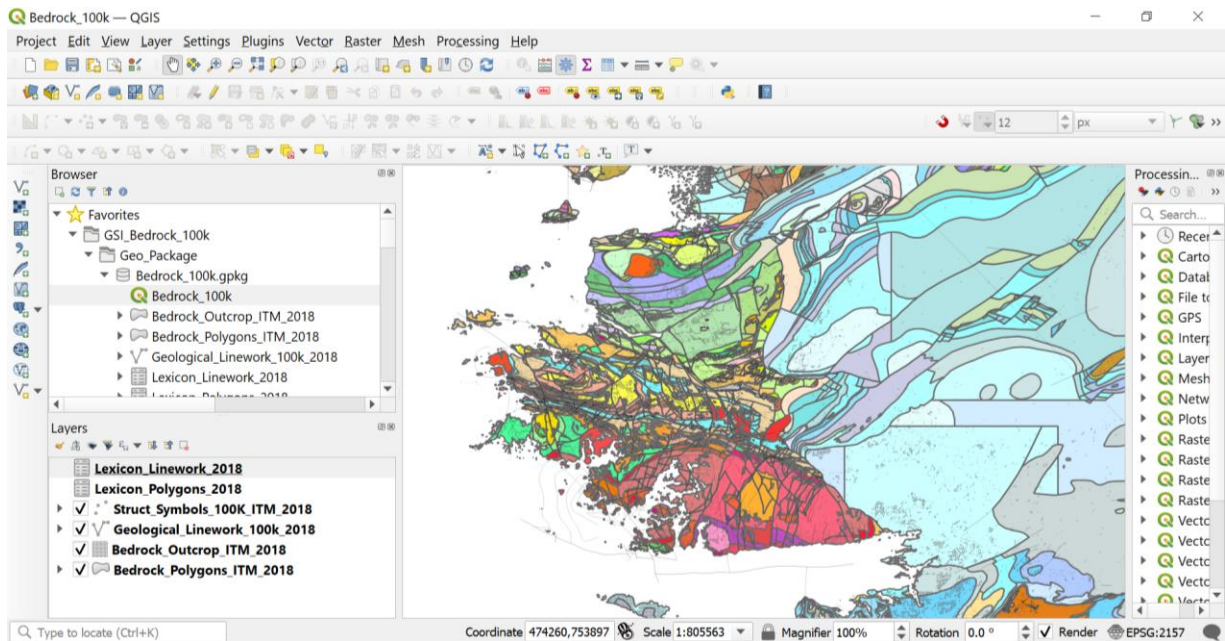 Bedrock_100k — QGIS
Project Edit View Layer Settings Plugins Vector Raster Mesh Processing Help
12 px
Browser
Favorites
GSI_Bedrock_100k
Geo_Package
Bedrock_100k.gpkg
Bedrock_100k
Bedrock_Outcrop_ITM_2018
Bedrock_Polygons_ITM_2018
Geological_Linework_100k_2018
Lexicon_Linework_2018
Lexicon_Polygons_2018
Layers
Lexicon_Linework_2018
Lexicon_Polygons_2018
Struct_Symbols_100K_ITM_2018
Geological_Linework_100k_2018
Bedrock_Outcrop_ITM_2018
Bedrock_Polygons_ITM_2018
Processin...
Search...
Recer
Carto
Datab
File to
GPS
Interp
Layer
Mesh
Netw
Plots
Raste
Raste
Raste
Raste
Vecto
Vecto
Vecto
Vecto
Vecto
Type to locate (Ctrl+K) Coordinate 474260,753897 Scale 1:805563 Magnifier 100% Rotation 0.0 ° Render EPSG:2157